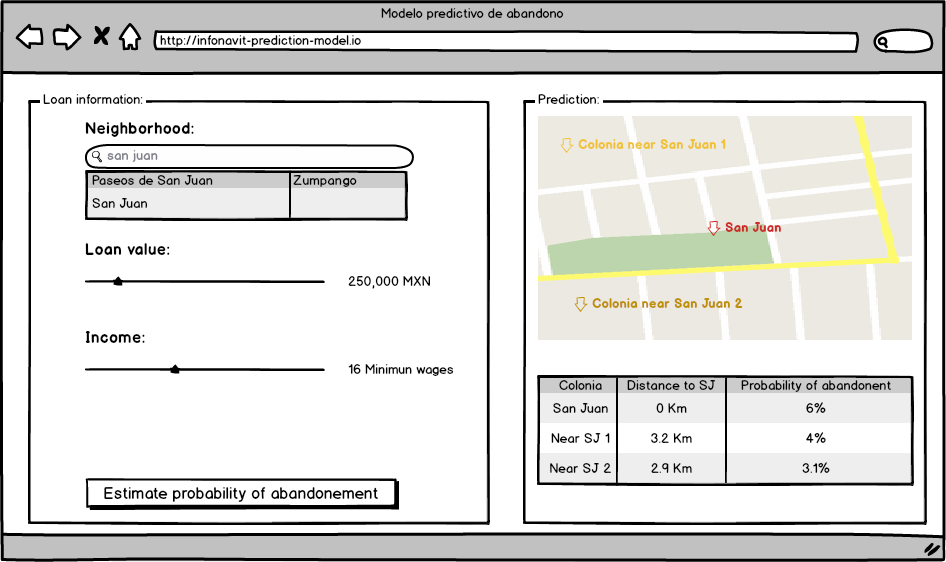 Modelo predictivo de abandono
http://infonavit-prediction-model.io
Loan information:
Neighborhood:
san juan
Paseos de San Juan Zumpango
San Juan
Loan value:
250,000 MXN
Income:
16 Minimun wages
Estimate probability of abandonement
Prediction:
Colonia near San Juan 1
San Juan
Colonia near San Juan 2
Colonia Distance to SJ Probability of abandonent
San Juan 0 Km 6%
Near SJ 1 3.2 Km 4%
Near SJ 2 2.9 Km 3.1%